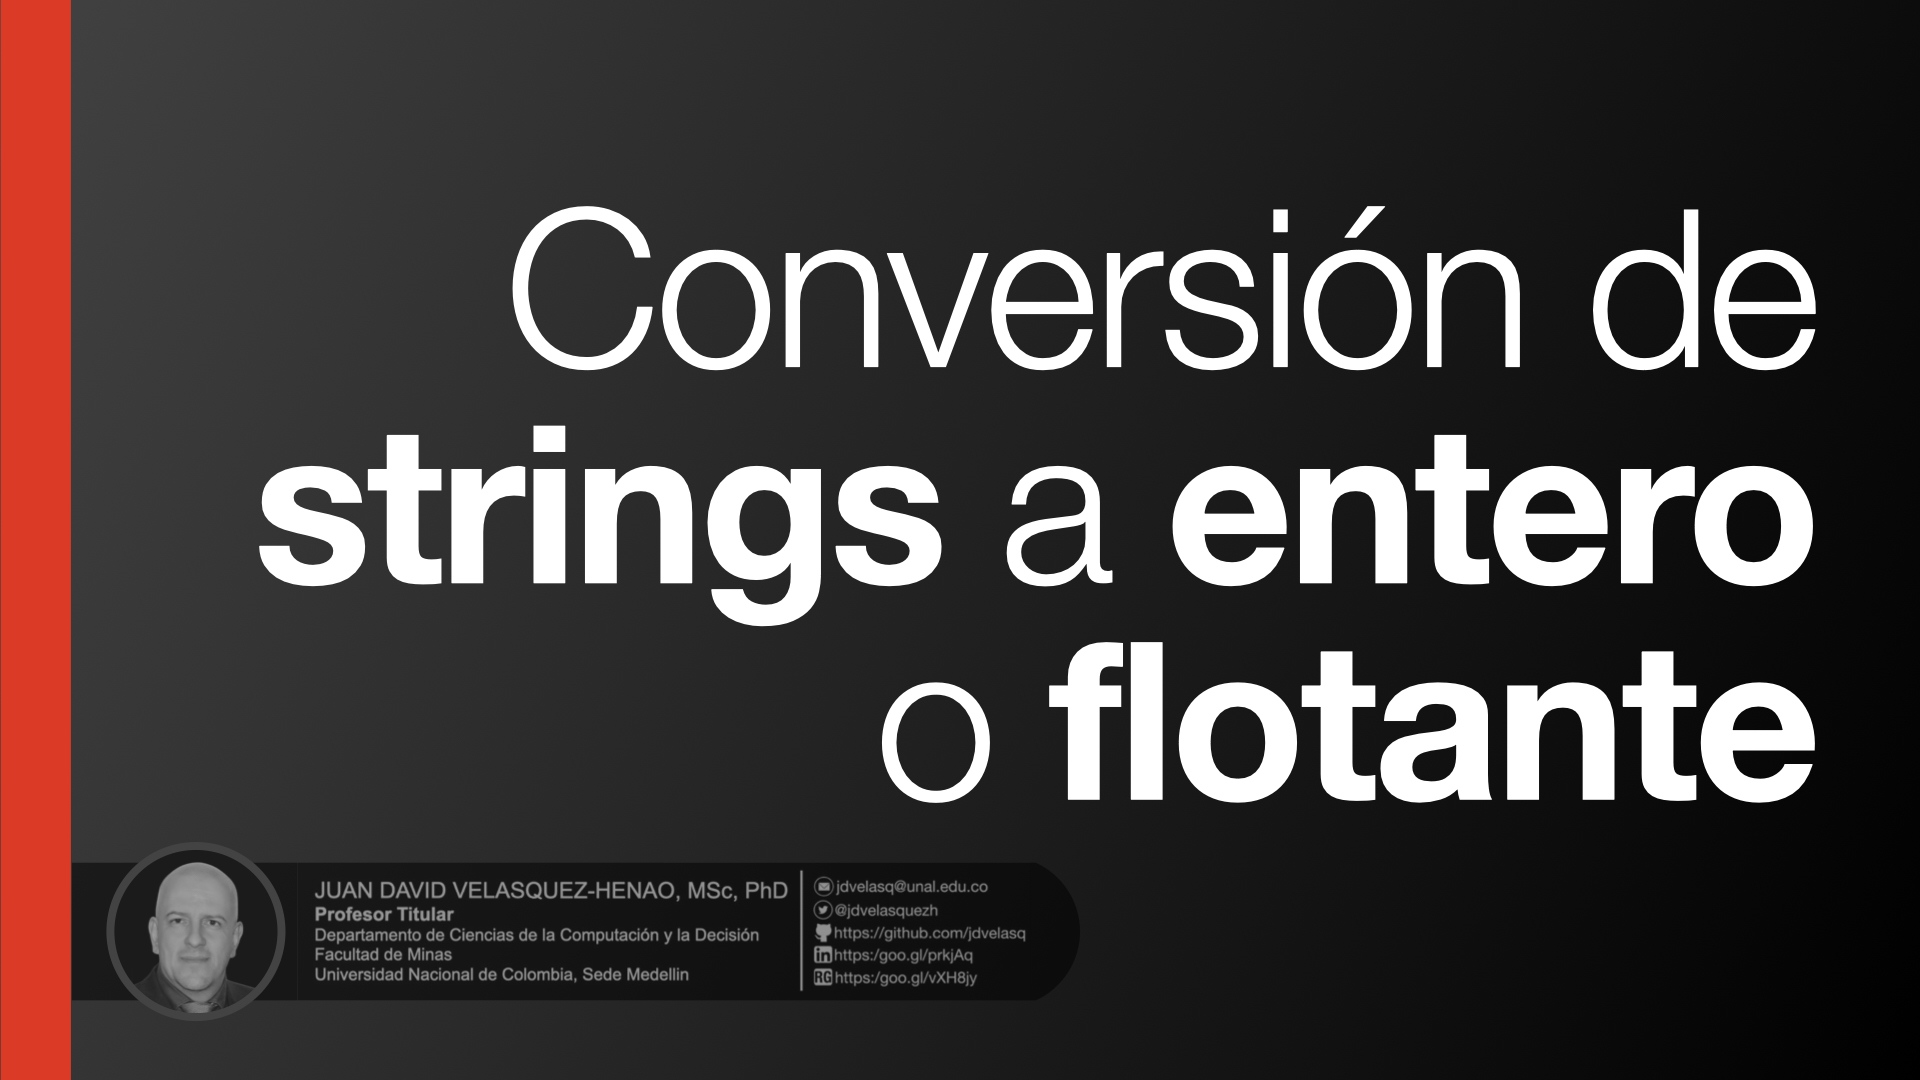 Conversión de
strings a entero
o flotante
JUAN DAVID VELASQUEZ-HENAO, MSc, PhD
Profesor Titular
Departamento de Ciencias de la Computación y la Decisión
Facultad de Minas
Universidad Nacional de Colombia, Sede Medellin
jdvelasq@unal.edu.co
@jdvelasquezh
https://github.com/jdvelasq
in https:/goo.gl/prkjAq
RG https:/goo.gl/vXH8jy